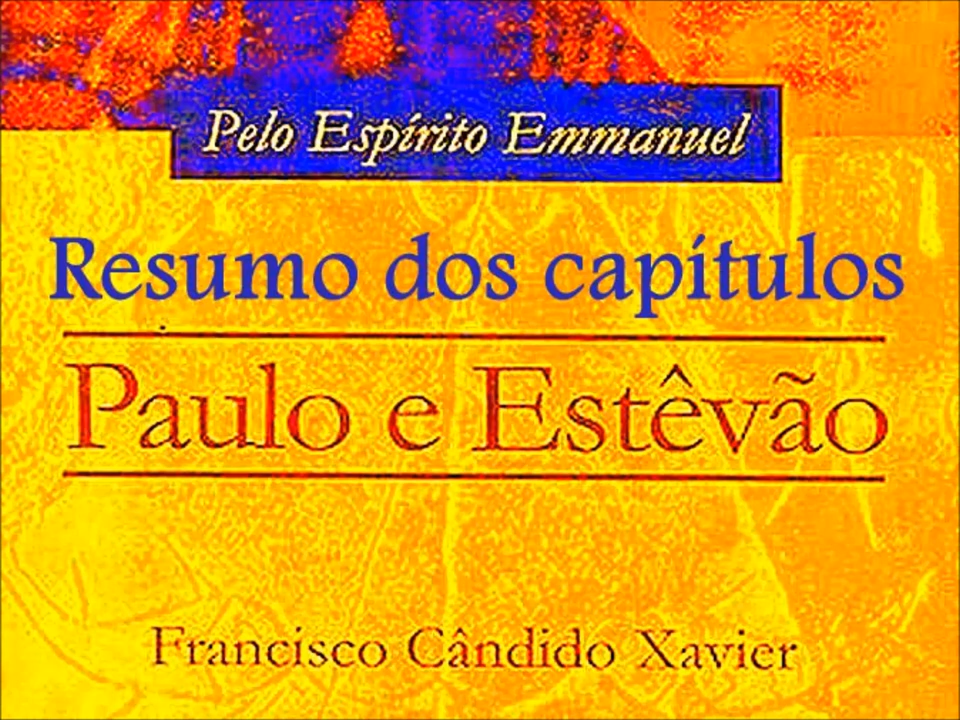 Pelo Espírito Emmanuel
Resumo dos capítulos
Paulo e Estêvão
Francisco Cândido Xavier